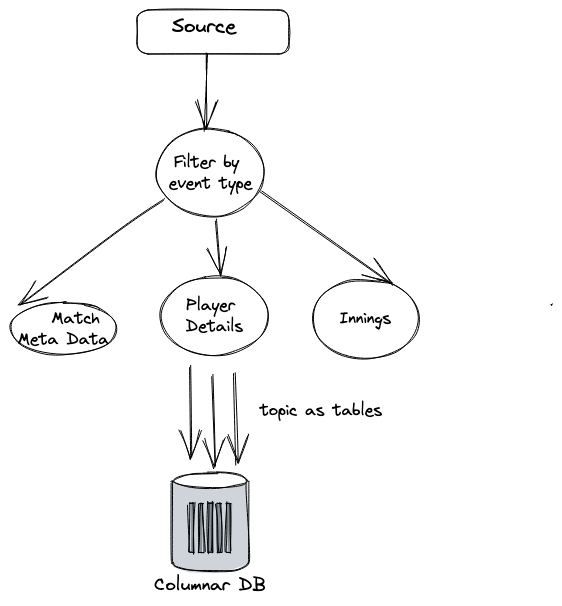 Source
Filter by
event type
Match
Meta Data
Player
Details
Innings
topic as tables
Columnar DB